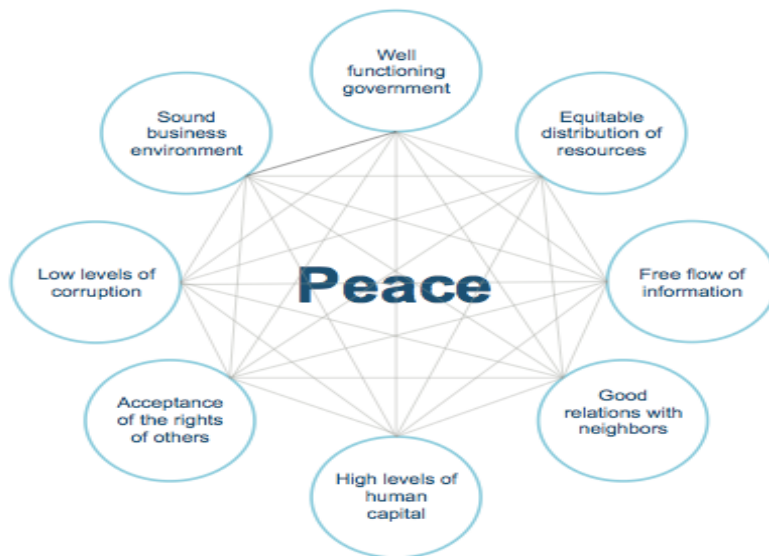 Well
functioning
government
Sound
business
environment
Equitable
distribution of
resources
Low levels of
corruption
Peace
Free flow of
information
Acceptance
of the rights
of others
Good
relations with
neighbors
High levels of
human
capital